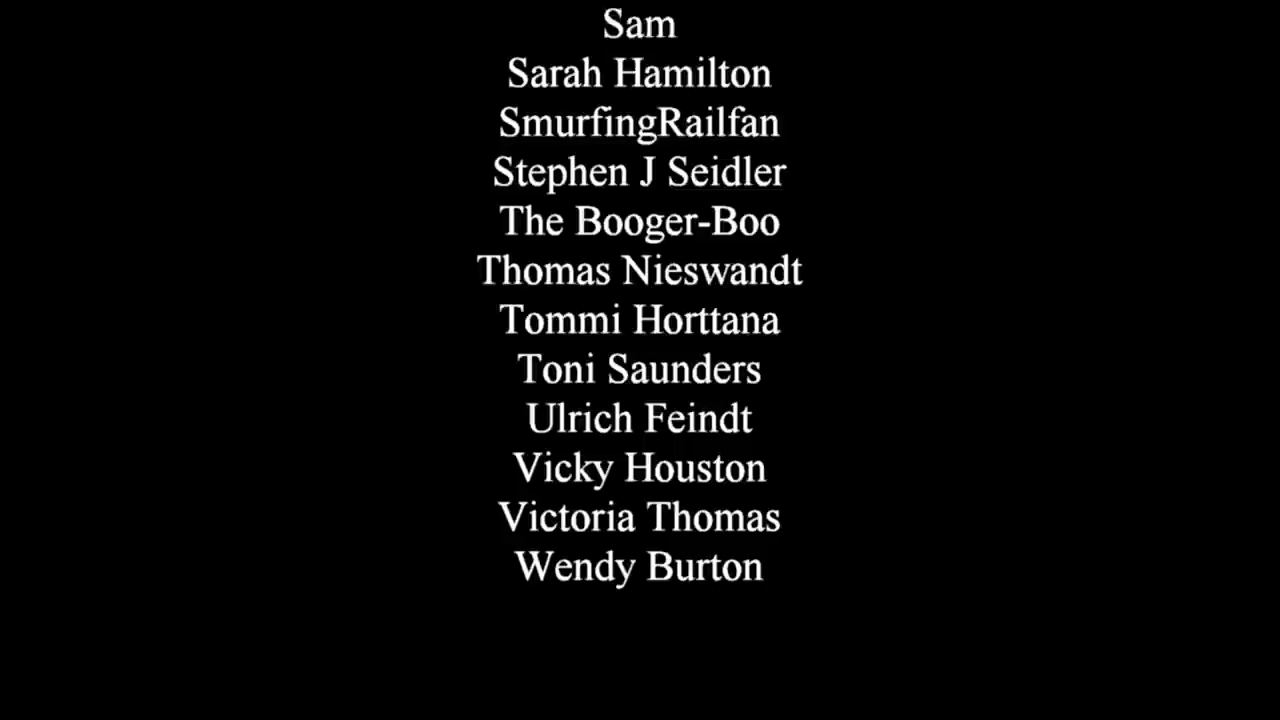 Sam
Sarah Hamilton
SmurfingRailfan
Stephen J Seidler
The Booger-Boo
Thomas Nieswandt
Tommi Horttana
Toni Saunders
Ulrich Feindt
Vicky Houston
Victoria Thomas
Wendy Burton